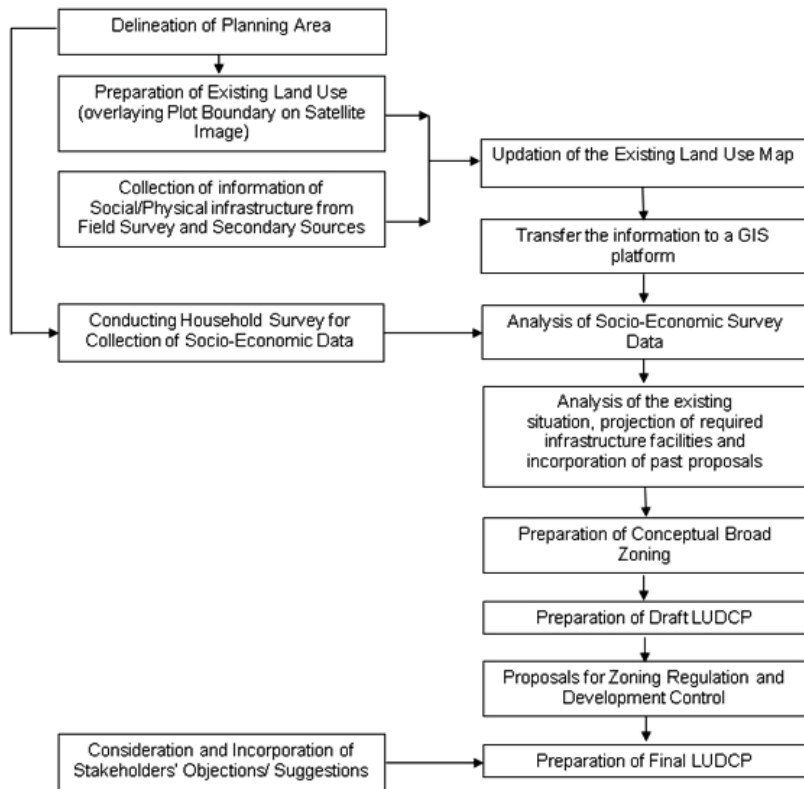 Delineation of Planning Area
Preparation of Existing Land Use
(overlaying Plot Boundary on Satellite
Image)
Collection of information of
Social/Physical infrastructure from
Field Survey and Secondary Sources
Updation of the Existing Land Use Map
Transfer the information to a GIS
platform
Conducting Household Survey for
Collection of Socio-Economic Data
Analysis of Socio-Economic Survey
Data
Analysis of the existing
situation, projection of required
infrastructure facilities and
incorporation of past proposals
Preparation of Conceptual Broad
Zoning
Preparation of Draft LUDCP
Proposals for Zoning Regulation and
Development Control
Consideration and Incorporation of
Stakeholders' Objections/ Suggestions
Preparation of Final LUDCP